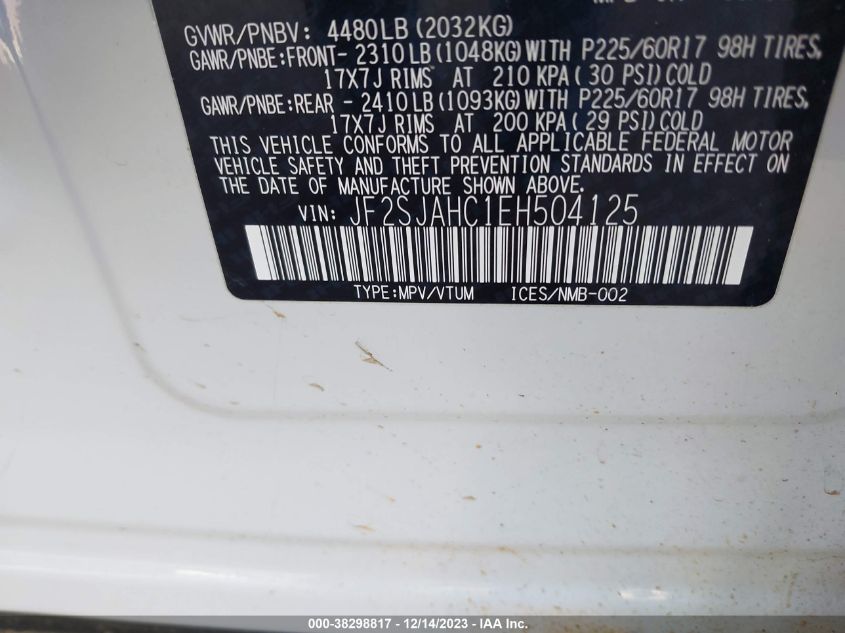 GVWR/PNBV: 4480LB (2032KG)
GAWR/PNBE:FRONT- 2310 LB (1048KG) WITH P225/60R17 98H TIRES,
17X7J RIMS AT 210 KPA ( 30 PSI) COLD
GAWR/PNBE:REAR - 2410 LB (1093KG) WITH P225/60R17 98H TIRES,
17X7J RIMS AT 200 KPA ( 29 PSI) COLD
THIS VEHICLE CONFORMS TO ALL APPLICABLE FEDERAL MOTOR
VEHICLE SAFETY AND THEFT PREVENTION STANDARDS IN EFFECT ON
THE DATE OF MANUFACTURE SHOWN ABOVE.
VIN: JF2SJAHC1EH504125
TYPE:MPV/VTUM ICES/NMB-002
000-38298817 - 12/14/2023 - IAA Inc.